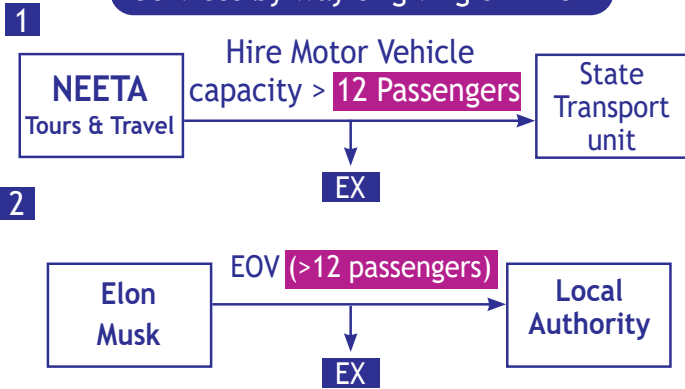 1
Hire Motor Vehicle
capacity > 12 Passengers
NEETA
Tours & Travel
State
Transport
unit
EX
2
EOV (>12 passengers)
Elon
Musk
Local
Authority
EX